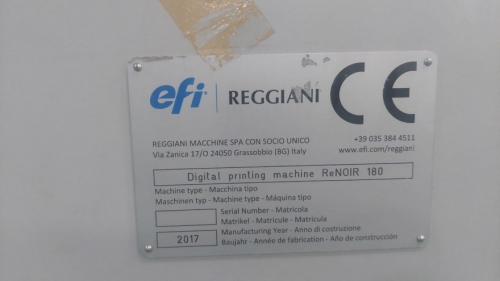 efi | REGGIANI CE
REGGIANI MACCHINE SPA CON SOCIO UNICO
Via Zanica 17/O 24050 Grassobbio (BG) Italy
+39 035 384 4511
www.efi.com/reggiani
Digital printing machine ReNOIR 180
Machine type - Macchina tipo
Maschinen typ - Machine type - Máquina tipo
Serial Number - Matricola
Matrikel - Matricule - Matrícula
2017
Manufacturing Year - Anno di costruzione
Baujahr - Année de fabrication - Año de construcción